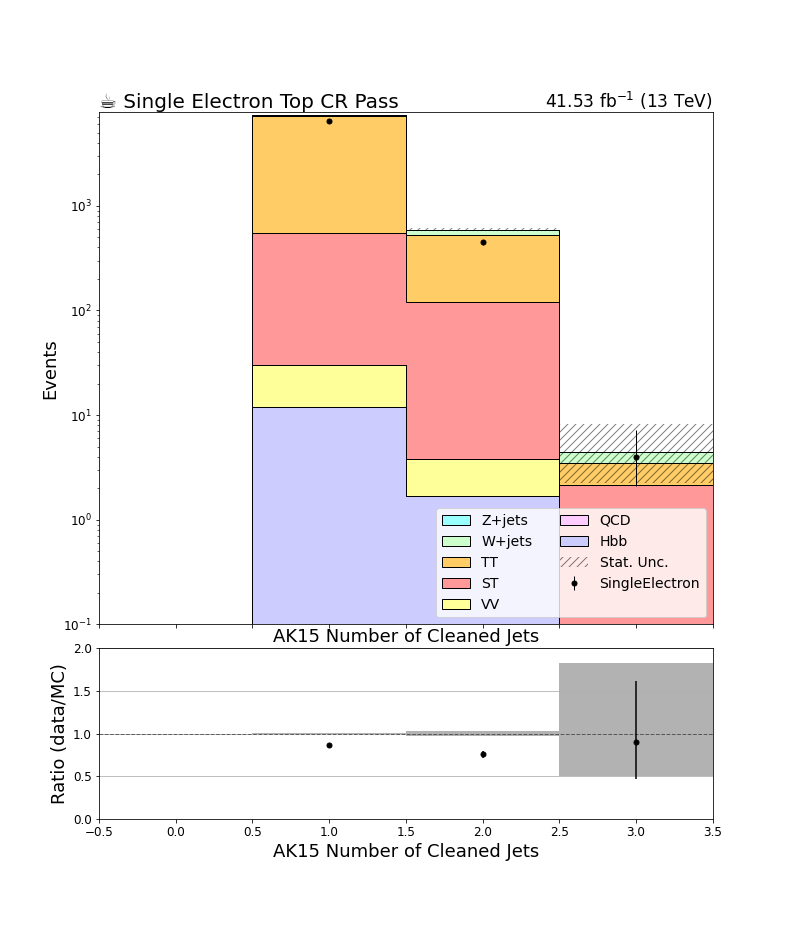 ☕ Single Electron Top CR Pass
41.53 fb⁻¹ (13 TeV)
Events
10³
10²
10¹
10⁰
10⁻¹
Z+jets
W+jets
TT
ST
VV
QCD
Hbb
Stat. Unc.
SingleElectron
AK15 Number of Cleaned Jets
Ratio (data/MC)
2.0
1.5
1.0
0.5
0.0
−0.5 0.0 0.5 1.0 1.5 2.0 2.5 3.0 3.5
AK15 Number of Cleaned Jets